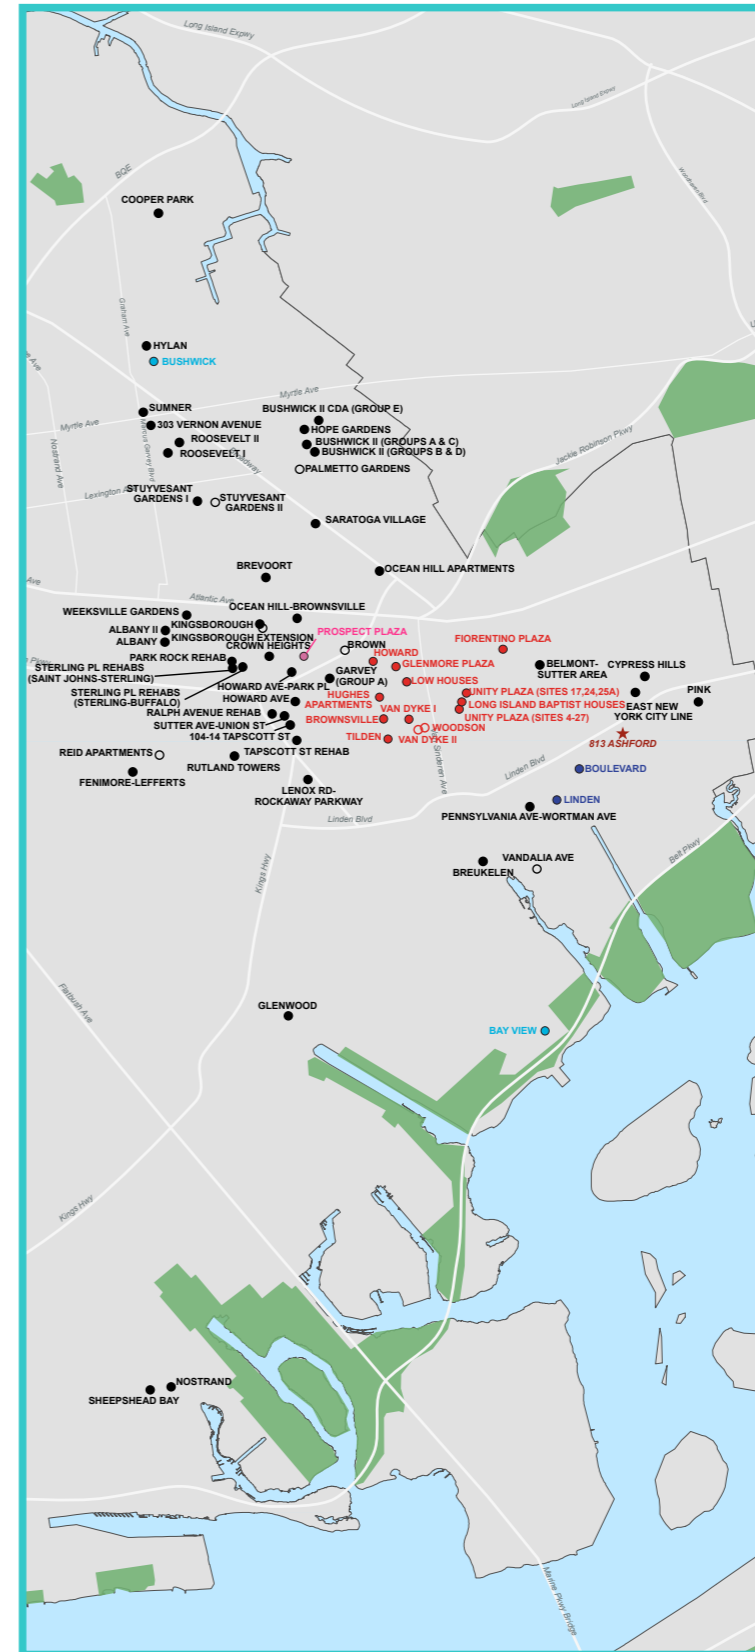 Long Island Expwy
Long Island Expwy
BQE
Woodhaven Blvd
COOPER PARK
Graham Ave
HYLAN
BUSHWICK
Myrtle Ave
SUMNER
BUSHWICK II CDA (GROUP E)
303 VERNON AVENUE
HOPE GARDENS
Myrtle Ave
Marcus Garvey Blvd
ROOSEVELT II
BUSHWICK II (GROUPS A & C)
Jackie Robinson Pkwy
ROOSEVELT I
BUSHWICK II (GROUPS B & D)
Nostrand Ave
PALMETTO GARDENS
Lexington
STUYVESANT
GARDENS I
STUYVESANT
GARDENS II
SARATOGA VILLAGE
BREVOORT
OCEAN HILL APARTMENTS
Ave
Atlantic Ave
WEEKSVILLE GARDENS
OCEAN HILL-BROWNSVILLE
ALBANY II
KINGSBOROUGH
ALBANY
KINGSBOROUGH EXTENSION
PROSPECT PLAZA
FIORENTINO PLAZA
CROWN HEIGHTS
BROWN
PARK ROCK REHAB
HOWARD
STERLING PL REHABS
(SAINT JOHNS-STERLING)
GLENMORE PLAZA
BELMONT-
SUTTER AREA
CYPRESS HILLS
GARVEY
(GROUP A)
LOW HOUSES
HOWARD AVE-PARK PL
STERLING PL REHABS
(STERLING-BUFFALO)
HUGHES
APARTMENTS
UNITY PLAZA (SITES 17,24,25A)
HOWARD AVE
LONG ISLAND BAPTIST HOUSES
EAST NEW
YORK CITY LINE
PINK
RALPH AVENUE REHAB
VAN DYKE I
UNITY PLAZA (SITES 4-27)
SUTTER AVE-UNION ST
BROWNSVILLE
WOODSON
104-14 TAPSCOTT ST
TILDEN
VAN DYKE II
813 ASHFORD
REID APARTMENTS
TAPSCOTT ST REHAB
Sinderen Ave
RUTLAND TOWERS
Linden Blvd
BOULEVARD
FENIMORE-LEFFERTS
LENOX RD-
ROCKAWAY PARKWAY
LINDEN
Linden Blvd
PENNSYLVANIA AVE-WORTMAN AVE
Belt Pkwy
BREUKELEN
VANDALIA AVE
Kings Hwy
Flatbush Ave
GLENWOOD
BAY VIEW
Kings Hwy
NOSTRAND
SHEEPSHEAD BAY
Marine Pkwy Bridge